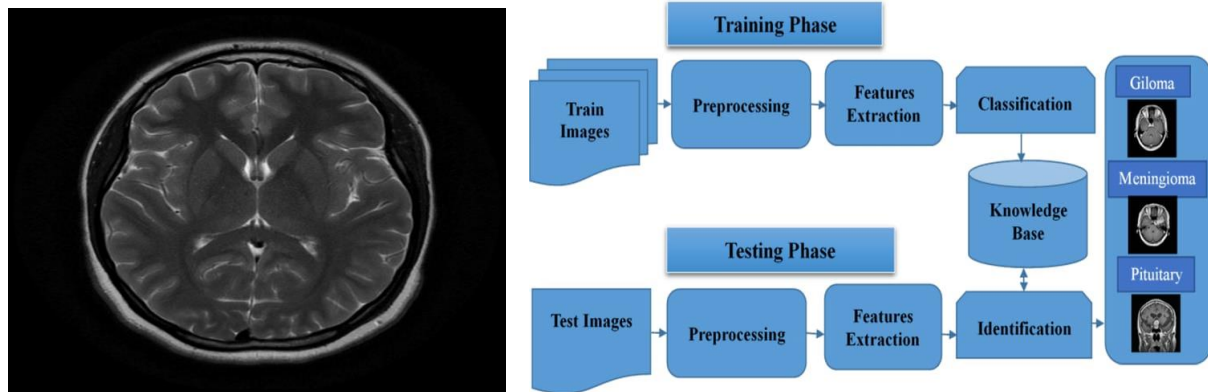 Training Phase
Train
Images
Preprocessing
Features
Extraction
Classification
Knowledge
Base
Testing Phase
Test Images
Preprocessing
Features
Extraction
Identification
Giloma
Meningioma
Pituitary